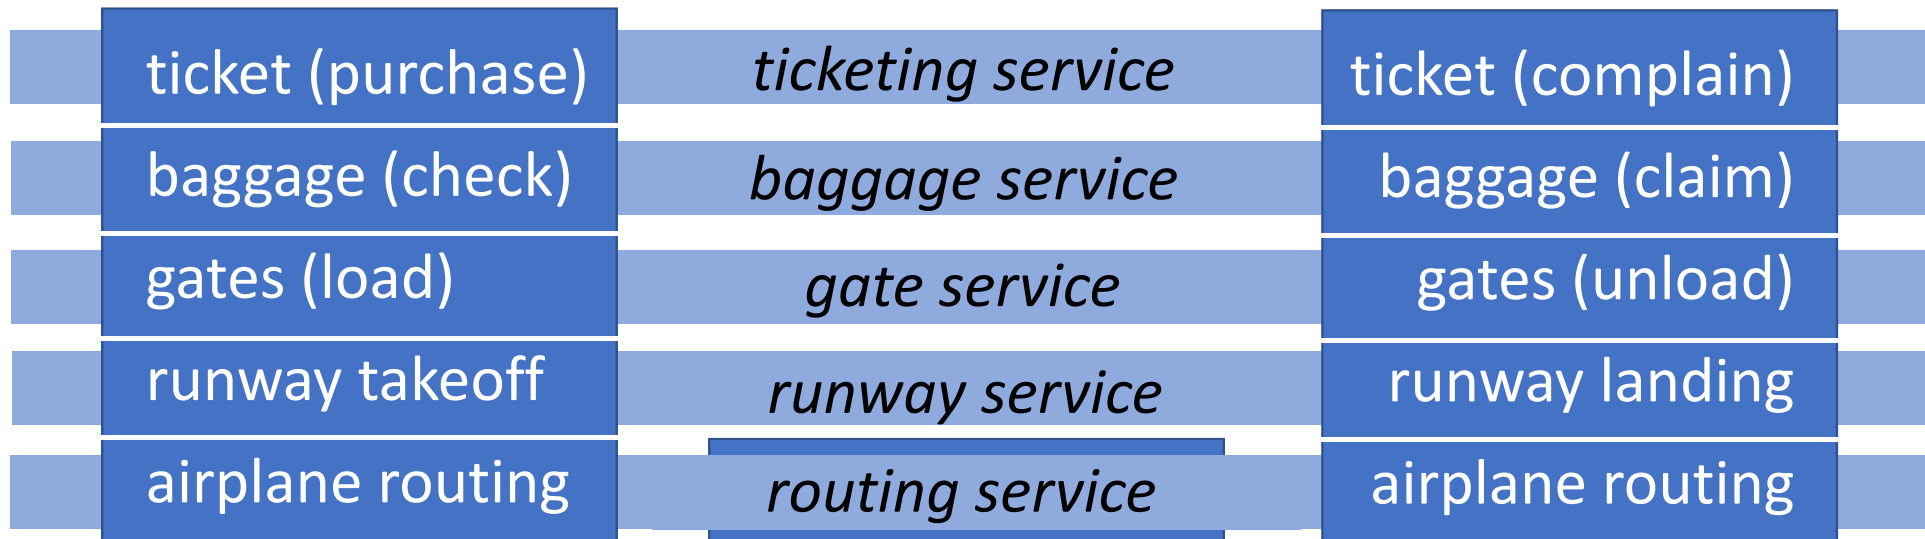 ticket (purchase) ticketing service ticket (complain)
baggage (check) baggage service baggage (claim)
gates (load) gate service gates (unload)
runway takeoff runway service runway landing
airplane routing routing service airplane routing